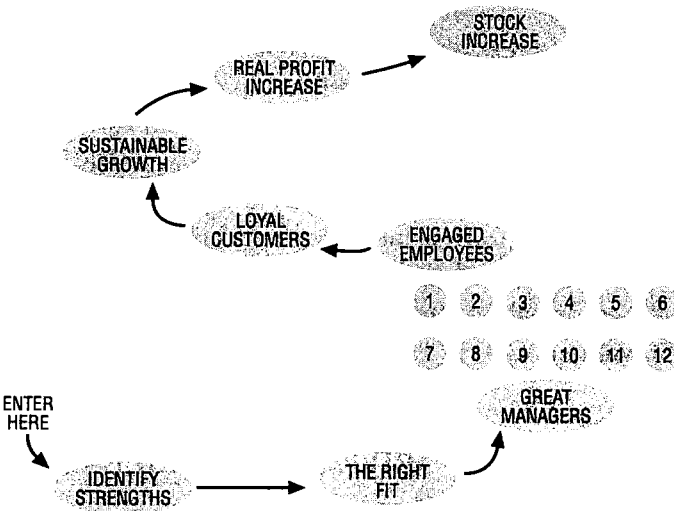 STOCK
INCREASE
REAL PROFIT
INCREASE
SUSTAINABLE
GROWTH
LOYAL
CUSTOMERS
ENGAGED
EMPLOYEES
1 2 3 4 5 6
7 8 9 10 11 12
GREAT
MANAGERS
ENTER
HERE
THE RIGHT
FIT
IDENTIFY
STRENGTHS